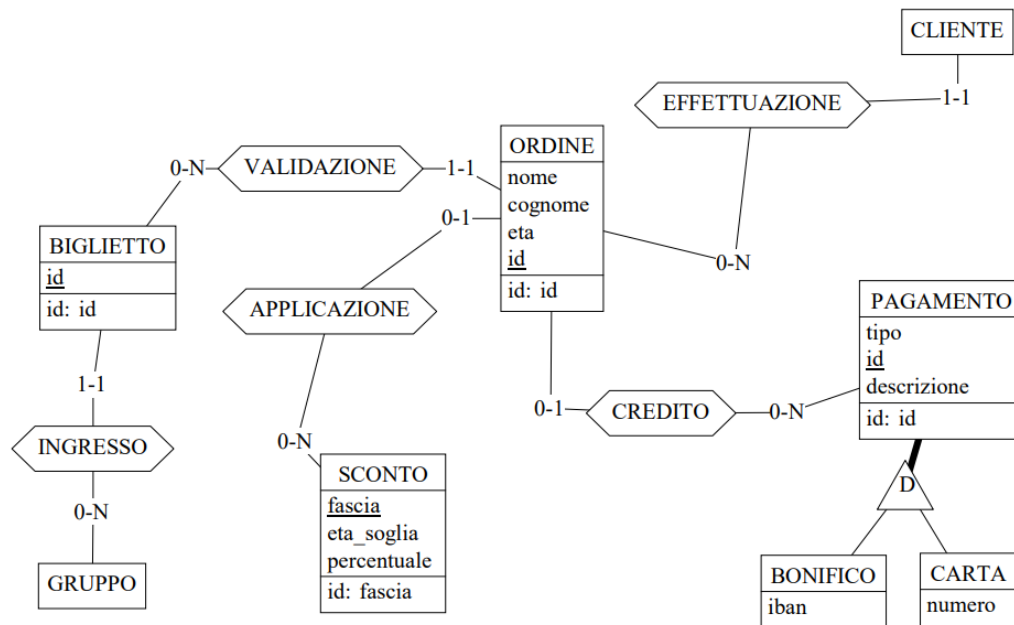 CLIENTE
EFFETTUAZIONE
1-1
ORDINE
nome
cognome
eta
id
id: id
0-N
VALIDAZIONE
1-1
0-1
0-N
BIGLIETTO
id
id: id
APPLICAZIONE
PAGAMENTO
tipo
id
descrizione
id: id
1-1
0-1
CREDITO
0-N
INGRESSO
0-N
SCONTO
fascia
eta_soglia
percentuale
id: fascia
D
0-N
GRUPPO
BONIFICO
iban
CARTA
numero